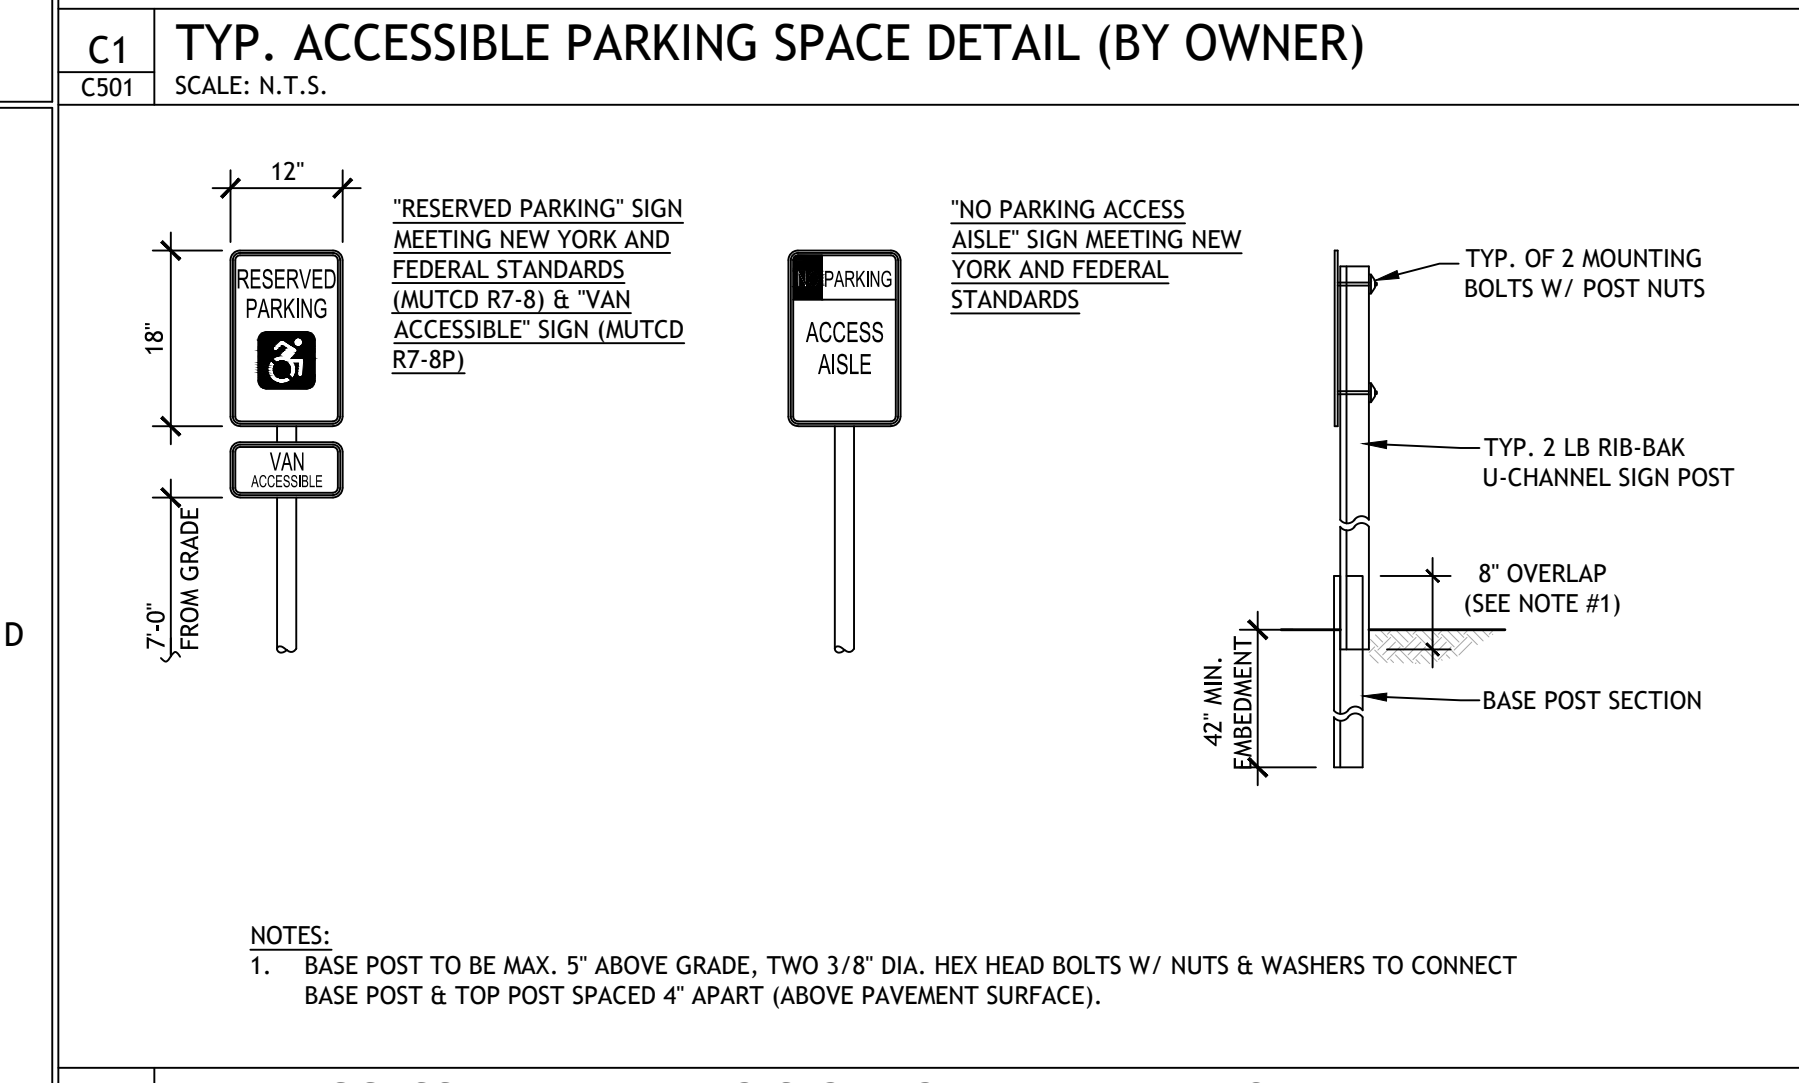 C1
C501
TYP. ACCESSIBLE PARKING SPACE DETAIL (BY OWNER)
SCALE: N.T.S.
12"
18"
RESERVED
PARKING
VAN
ACCESSIBLE
7'-0"
FROM GRADE
"RESERVED PARKING" SIGN
MEETING NEW YORK AND
FEDERAL STANDARDS
(MUTCD R7-8) & "VAN
ACCESSIBLE" SIGN (MUTCD
R7-8P)
PARKING
ACCESS
AISLE
"NO PARKING ACCESS
AISLE" SIGN MEETING NEW
YORK AND FEDERAL
STANDARDS
TYP. OF 2 MOUNTING
BOLTS W/ POST NUTS
TYP. 2 LB RIB-BAK
U-CHANNEL SIGN POST
8" OVERLAP
(SEE NOTE #1)
42" MIN.
EMBEDMENT
BASE POST SECTION
D
NOTES:
1. BASE POST TO BE MAX. 5" ABOVE GRADE, TWO 3/8" DIA. HEX HEAD BOLTS W/ NUTS & WASHERS TO CONNECT
BASE POST & TOP POST SPACED 4" APART (ABOVE PAVEMENT SURFACE).